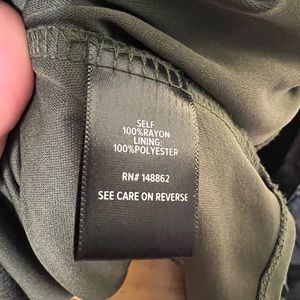 SELF
100%RAYON
LINING:
100%POLYESTER
RN# 148862
SEE CARE ON REVERSE